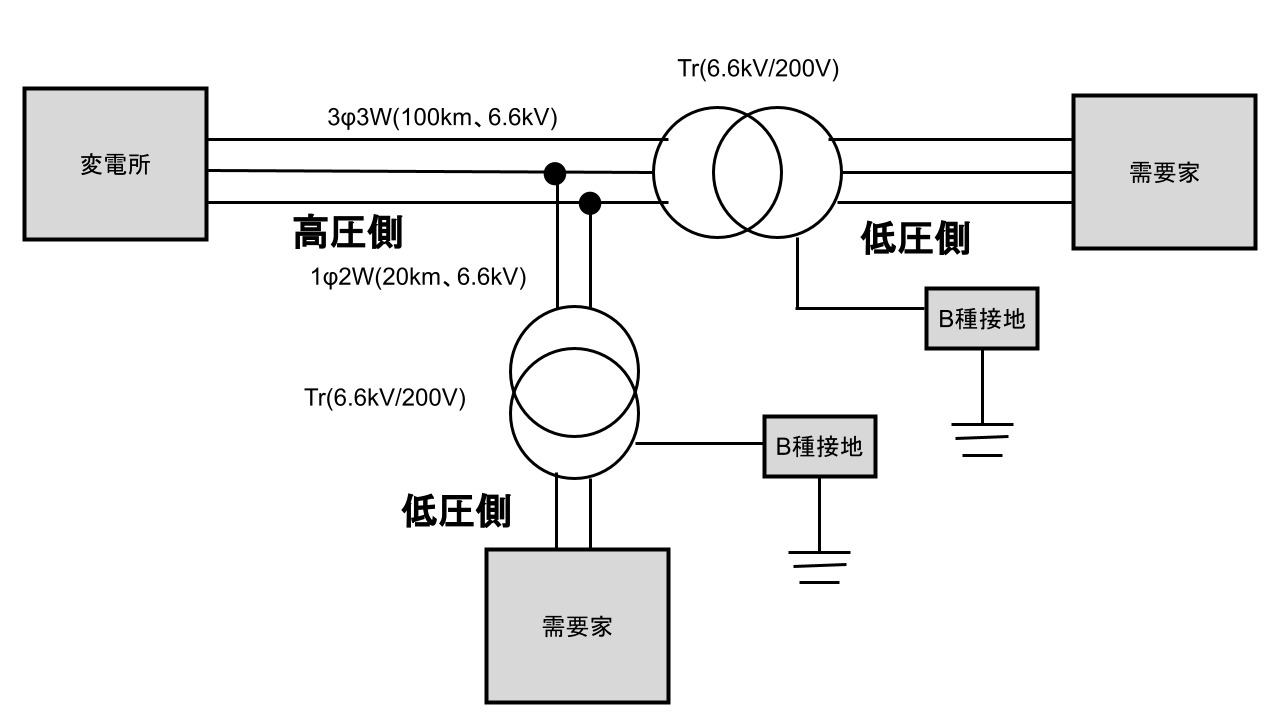 Tr(6.6kV/200V)
3φ3W(100km、6.6kV)
変電所
需要家
高圧側
低圧側
1φ2W(20km、6.6kV)
B種接地
Tr(6.6kV/200V)
B種接地
低圧側
需要家